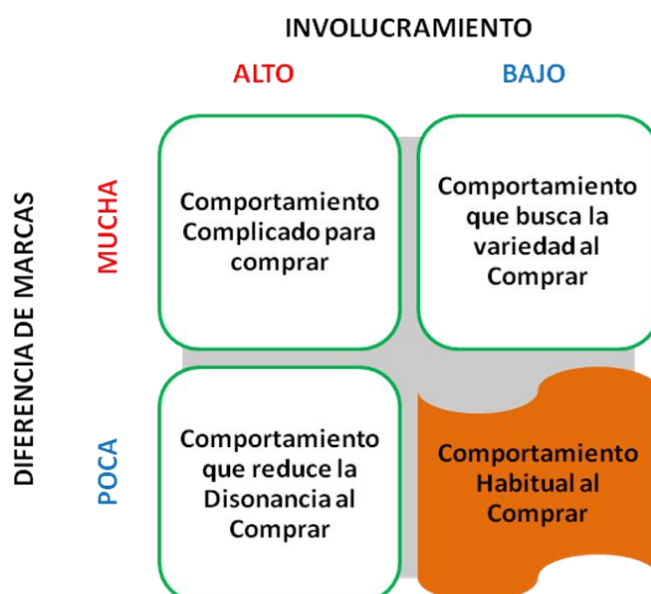 INVOLUCRAMIENTO
ALTO
BAJO
DIFERENCIA DE MARCAS
MUCHA
Comportamiento
Complicado para
comprar
Comportamiento
que busca la
variedad al
Comprar
POCA
Comportamiento
que reduce la
Disonancia al
Comprar
Comportamiento
Habitual al
Comprar